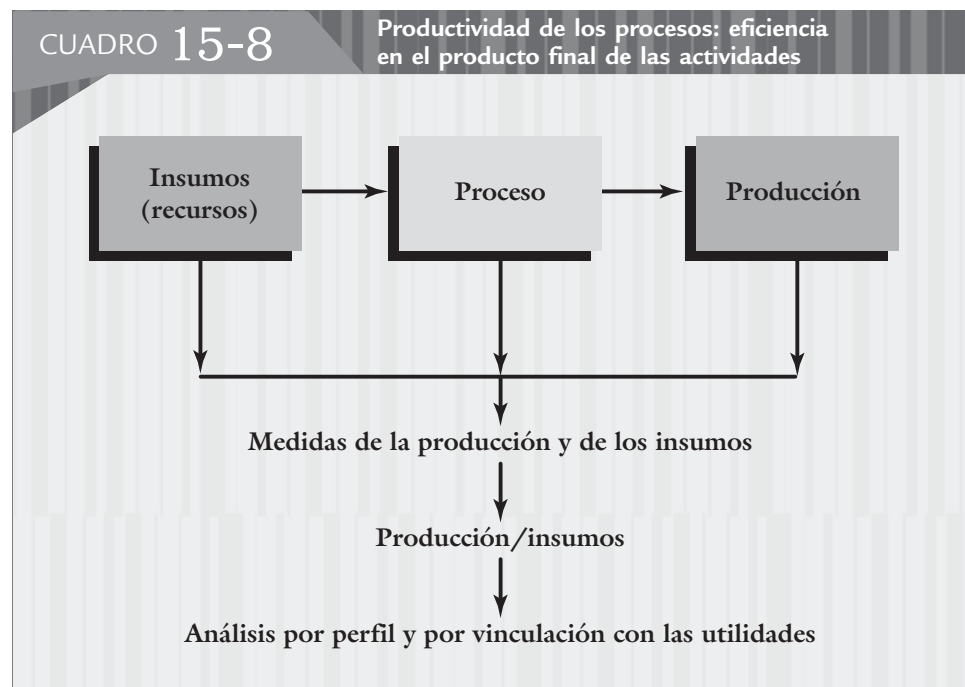 CUADRO 15-8
Productividad de los procesos: eficiencia
en el producto final de las actividades
Insumos
(recursos)
Proceso
Producción
Medidas de la producción y de los insumos
Producción/insumos
Análisis por perfil y por vinculación con las utilidades